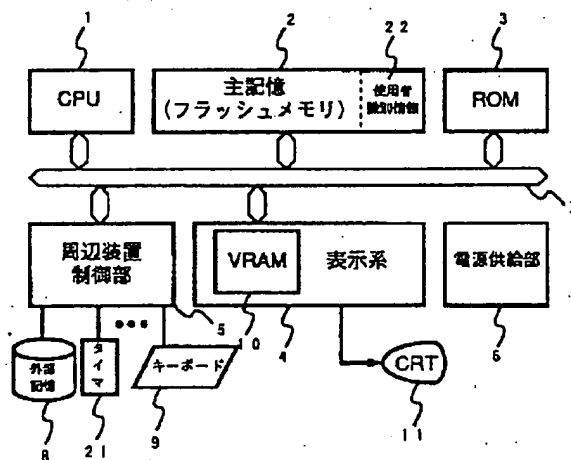 1
2
22
3
CPU
主記憶
(フラッシュメモリ)
使用者
識別情報
ROM
周辺装置
制御部
VRAM
表示系
電源供給部
5
10
4
6
外部
記憶
タイマ
キーボード
CRT
8
21
9
11